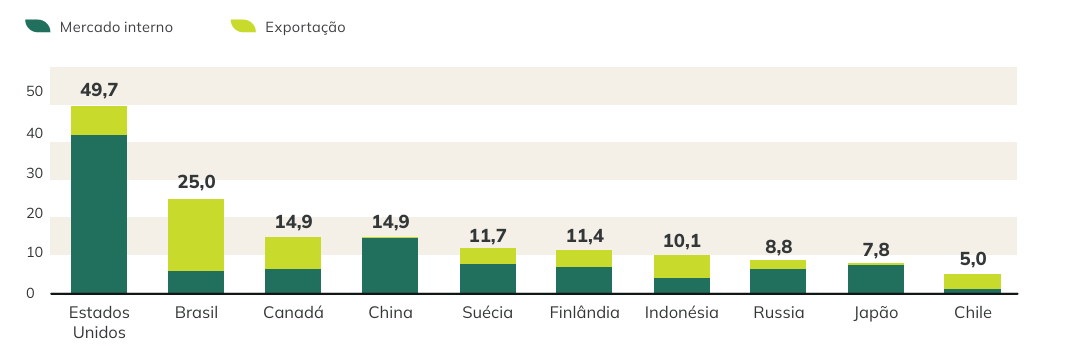 Mercado interno
Exportação
50
40
30
20
10
0
49,7
25,0
14,9
14,9
11,7
11,4
10,1
8,8
7,8
5,0
Estados
Unidos
Brasil
Canadá
China
Suécia
Finlândia
Indonésia
Russia
Japão
Chile